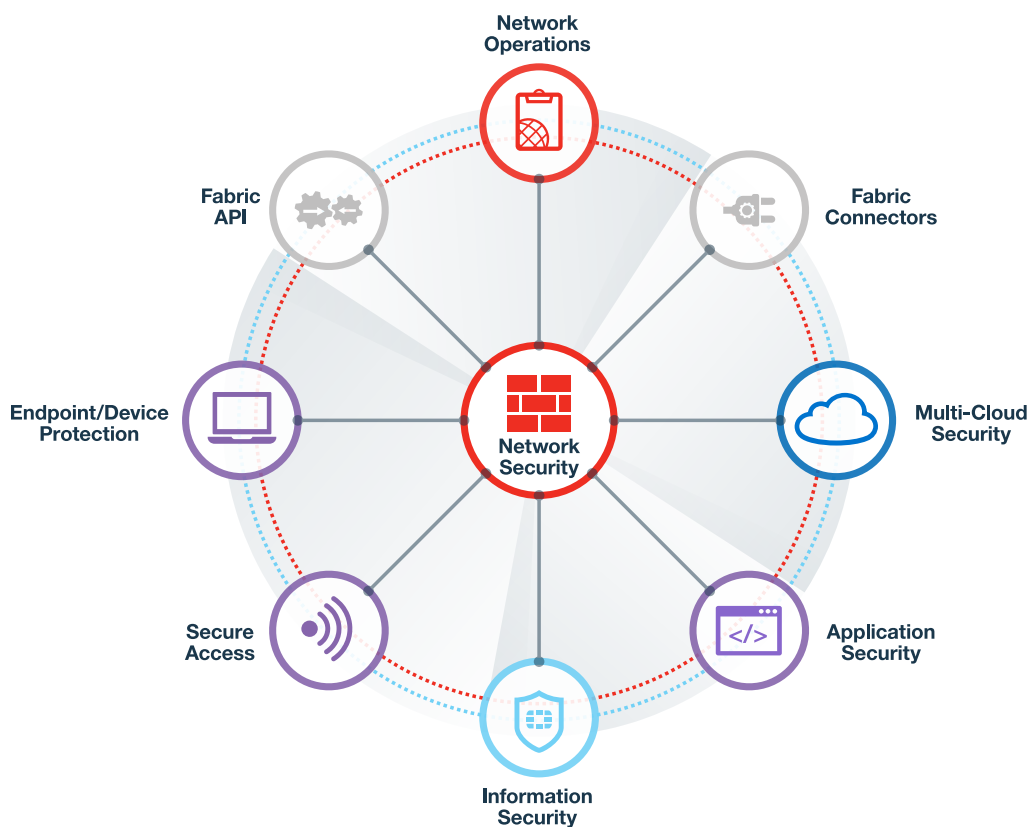 Network
Operations
Fabric
API
Fabric
Connectors
Endpoint/Device
Protection
Network
Security
Multi-Cloud
Security
Secure
Access
</>
Application
Security
Information
Security